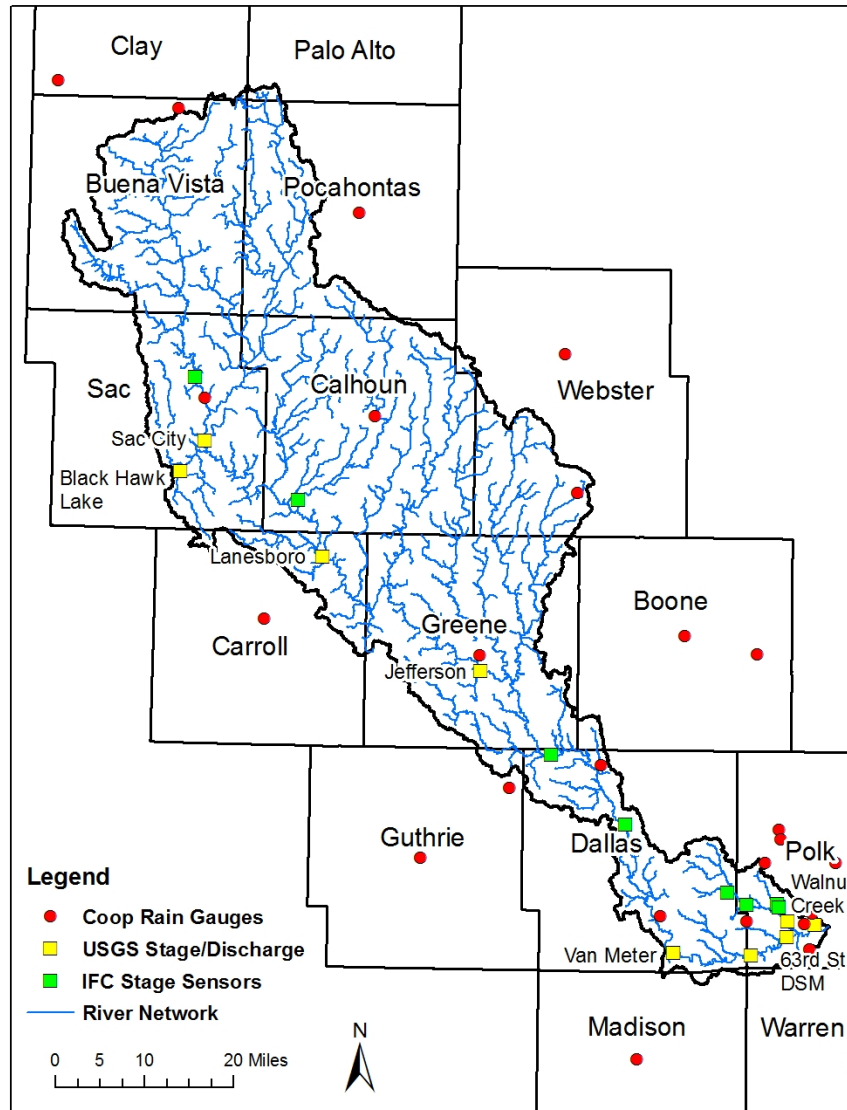 Clay
Palo Alto
Buena Vista
Pocahontas
Sac
Calhoun
Webster
Sac City
Black Hawk
Lake
Lanesboro
Carroll
Greene
Boone
Jefferson
Guthrie
Dallas
Polk
Walnu
Creek
Van Meter
63rd St
DSM
Madison
Warren
Legend
Coop Rain Gauges
USGS Stage/Discharge
IFC Stage Sensors
River Network
0 5 10 20 Miles
N